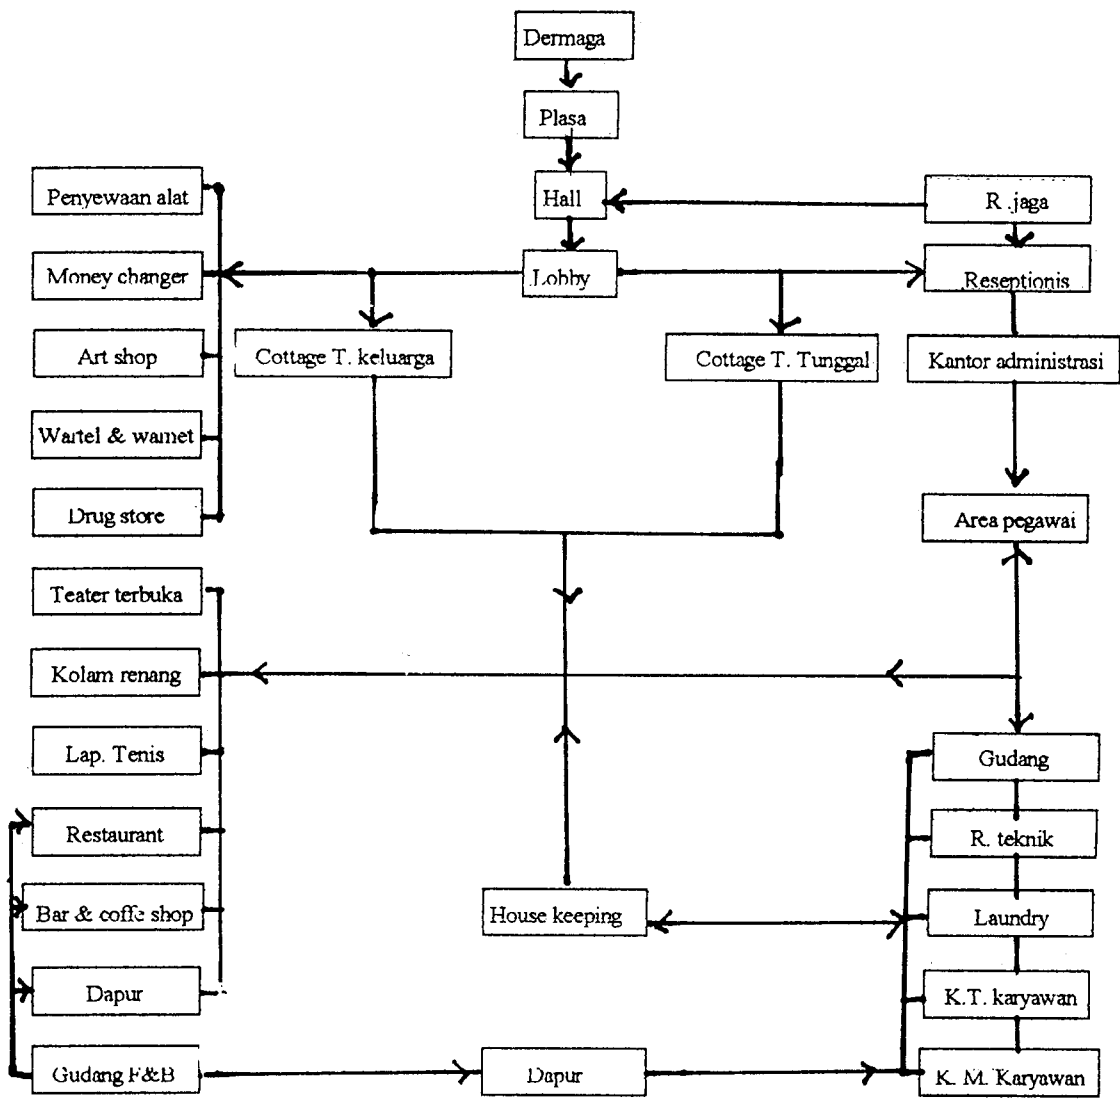 Dermaga
Plasa
Penyewaan alat
Hall
R .jaga
Money changer
Lobby
Reseptionis
Art shop
Cottage T. keluarga
Cottage T. Tunggal
Kantor administrasi
Wartel & warnet
Drug store
Area pegawai
Teater terbuka
Kolam renang
Lap. Tenis
Gudang
Restaurant
R. teknik
Bar & coffe shop
House keeping
Laundry
Dapur
K.T. karyawan
Gudang F&B
Dapur
K. M. Karyawan